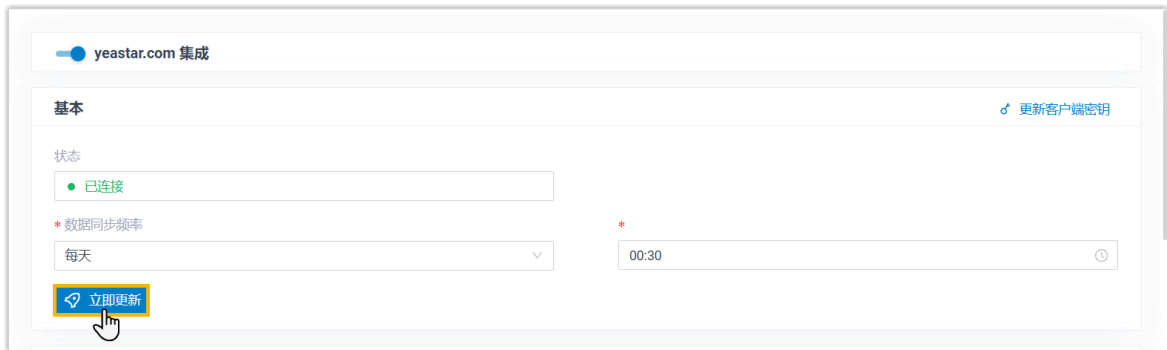 yeastar.com 集成
基本
更新客户端密钥
状态
已连接
* 数据同步频率
*
每天
00:30
立即更新